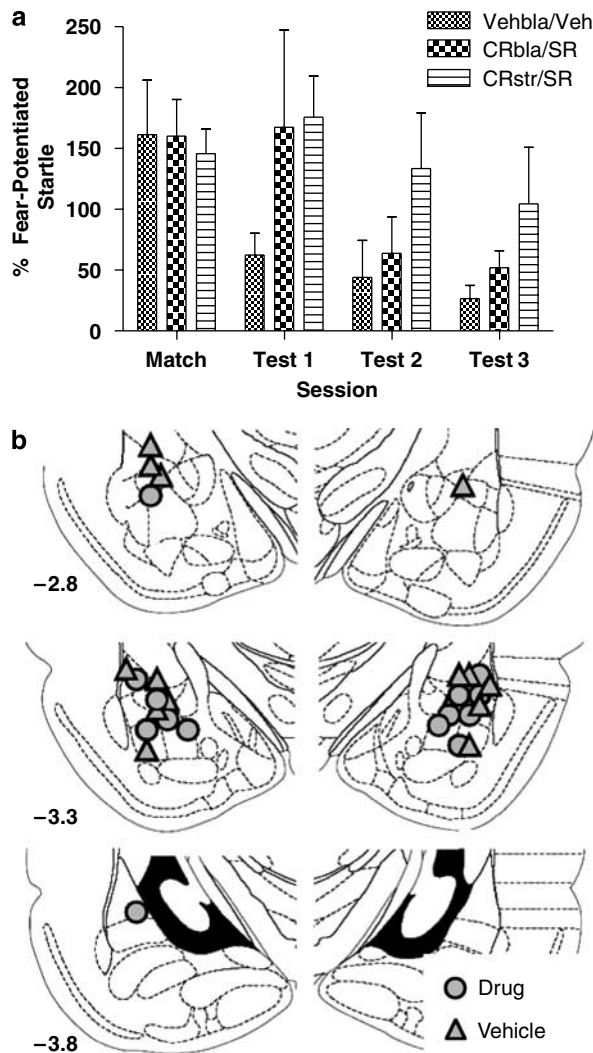 a
250
200
150
100
50
0
% Fear-Potentiated
Startle
Vehbla/Veh
CRbla/SR
CRstr/SR
Match Test 1 Test 2 Test 3
Session
b
−2.8
−3.3
−3.8
Drug
Vehicle